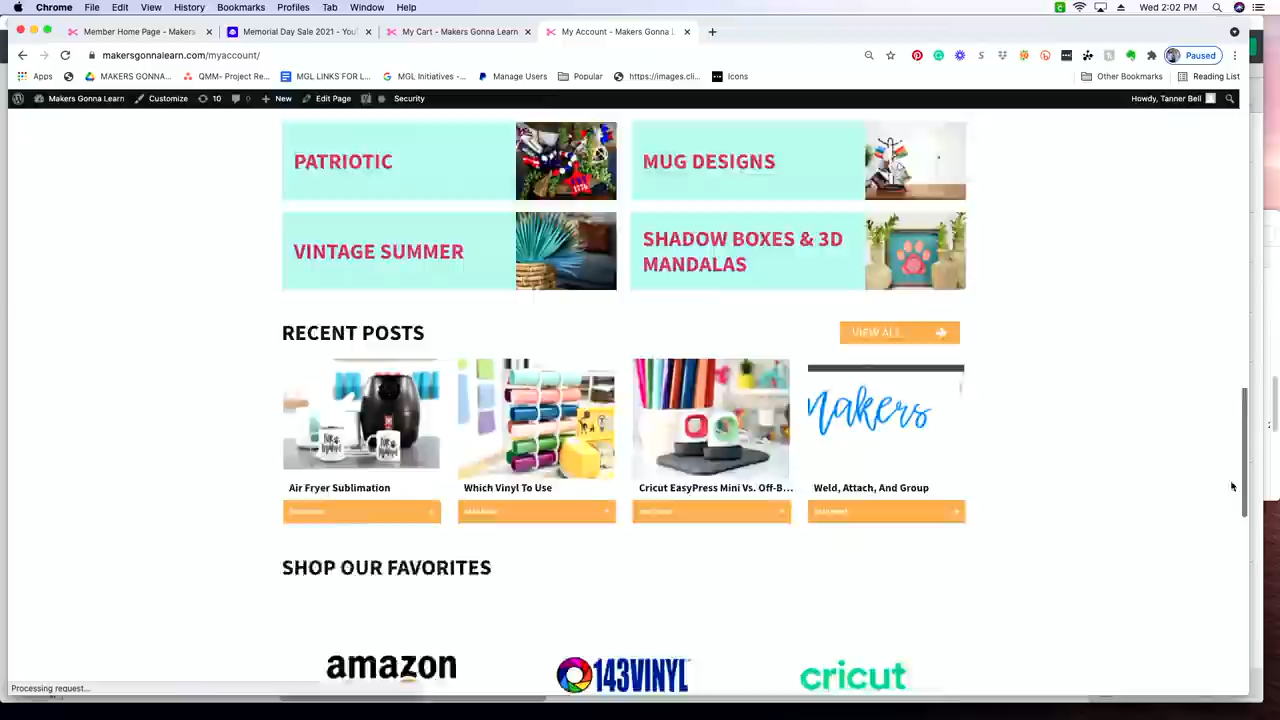 Chrome File Edit View History Bookmarks Profiles Tab Window Help Wed 2:02 PM
Member Home Page - Makers Memorial Day Sale 2021 - You My Cart - Makers Gonna Learn My Account - Makers Gonna L
makersgonnalearn.com/myaccount/ Paused
Apps MAKERS GONNA... QMM- Project Re... MGL LINKS FOR L... MGL Initiatives -... Manage Users Popular https://images.cli... Icons Other Bookmarks Reading List
Makers Gonna Learn Customize 10 0 New Edit Page Security Howdy, Tanner Bell
PATRIOTIC MUG DESIGNS
VINTAGE SUMMER SHADOW BOXES & 3D
MANDALAS
RECENT POSTS VIEW ALL
makers
Air Fryer Sublimation Which Vinyl To Use Cricut EasyPress Mini Vs. Off-B... Weld, Attach, And Group
SHOP OUR FAVORITES
amazon 143VINYL cricut
Processing request...